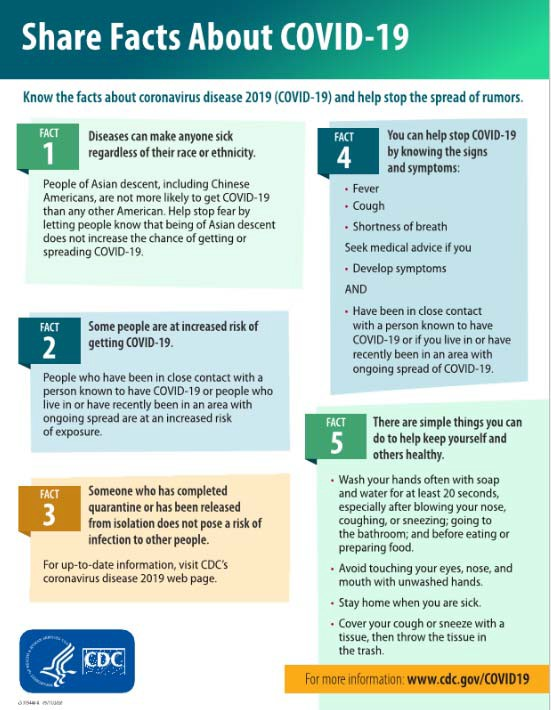 Share Facts About COVID-19
Know the facts about coronavirus disease 2019 (COVID-19) and help stop the spread of rumors.
FACT
1
Diseases can make anyone sick
regardless of their race or ethnicity.
People of Asian descent, including Chinese
Americans, are not more likely to get COVID-19
than any other American. Help stop fear by
letting people know that being of Asian descent
does not increase the chance of getting or
spreading COVID-19.
FACT
2
Some people are at increased risk of
getting COVID-19.
People who have been in close contact with a
person known to have COVID-19 or people who
live in or have recently been in an area with
ongoing spread are at an increased risk
of exposure.
FACT
3
Someone who has completed
quarantine or has been released
from isolation does not pose a risk of
infection to other people.
For up-to-date information, visit CDC's
coronavirus disease 2019 web page.
FACT
4
You can help stop COVID-19
by knowing the signs
and symptoms:
• Fever
• Cough
• Shortness of breath
Seek medical advice if you
• Develop symptoms
AND
• Have been in close contact
with a person known to have
COVID-19 or if you live in or have
recently been in an area with
ongoing spread of COVID-19.
FACT
5
There are simple things you can
do to help keep yourself and
others healthy.
• Wash your hands often with soap
and water for at least 20 seconds,
especially after blowing your nose,
coughing, or sneezing; going to
the bathroom; and before eating or
preparing food.
• Avoid touching your eyes, nose, and
mouth with unwashed hands.
• Stay home when you are sick.
• Cover your cough or sneeze with a
tissue, then throw the tissue in
the trash.
CDC
For more information: www.cdc.gov/COVID19